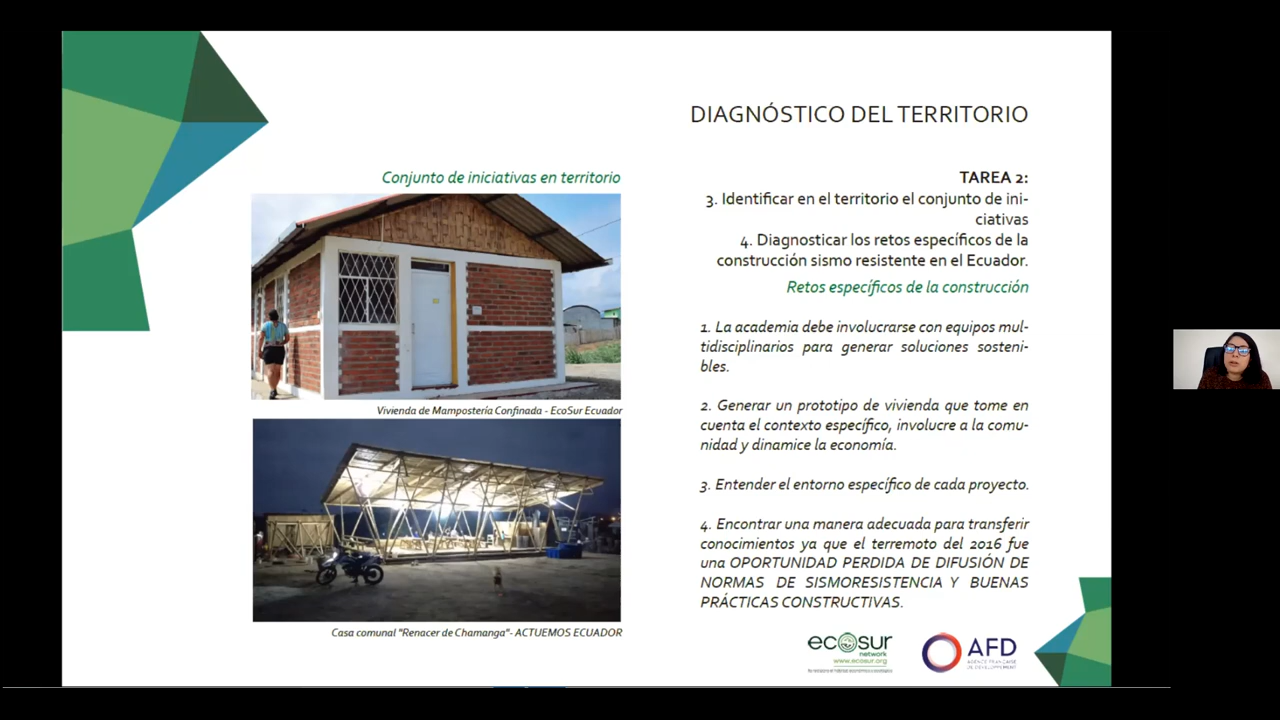 DIAGNÓSTICO DEL TERRITORIO
Conjunto de iniciativas en territorio
Vivienda de Mampostería Confinada - EcoSur Ecuador
Casa comunal "Renacer de Chamanga"- ACTUEMOS ECUADOR
TAREA 2:
3. Identificar en el territorio el conjunto de ini-
ciativas
4. Diagnosticar los retos específicos de la
construcción sismo resistente en el Ecuador.
Retos específicos de la construcción
1. La academia debe involucrarse con equipos mul-
tidisciplinarios para generar soluciones sosteni-
bles.
2. Generar un prototipo de vivienda que tome en
cuenta el contexto específico, involucre a la comu-
nidad y dinamice la economía.
3. Entender el entorno específico de cada proyecto.
4. Encontrar una manera adecuada para transferir
conocimientos ya que el terremoto del 2016 fue
una OPORTUNIDAD PERDIDA DE DIFUSIÓN DE
NORMAS DE SISMORESISTENCIA Y BUENAS
PRÁCTICAS CONSTRUCTIVAS.
ecosur
network
www.ecosur.org
AFD
AGENCE FRANÇAISE
DE DÉVELOPPEMENT